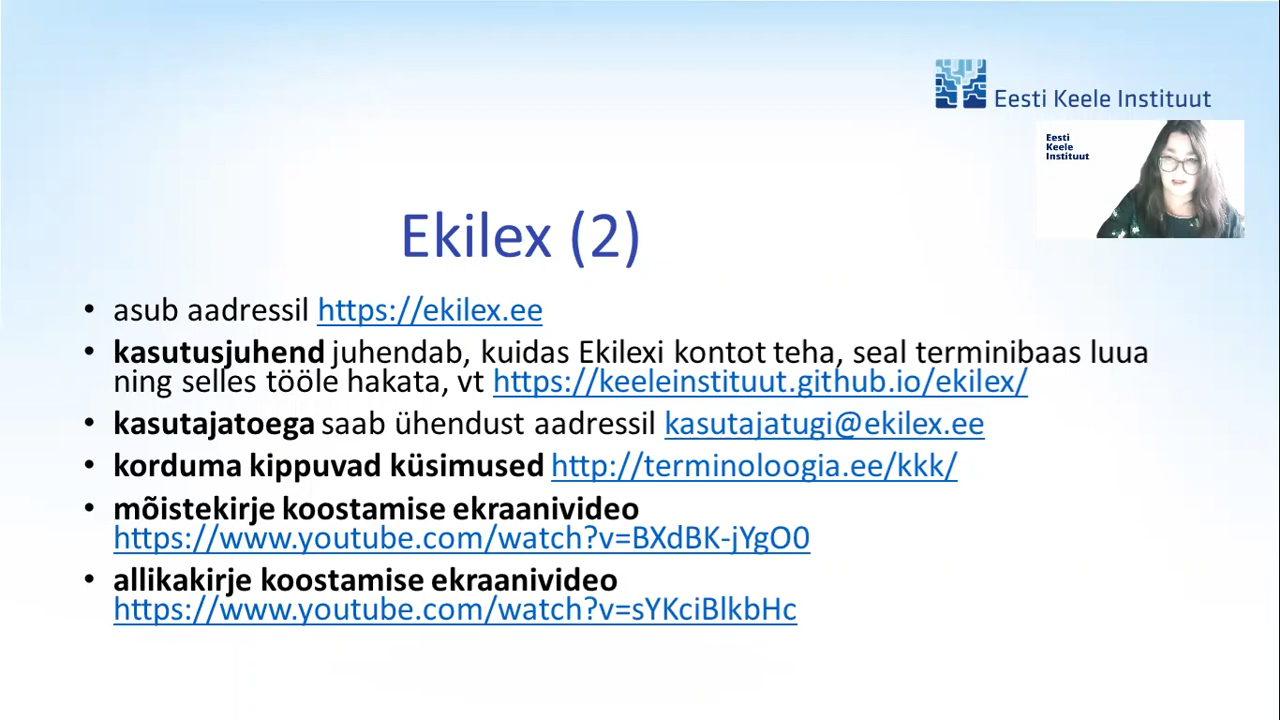 Eesti Keele Instituut
Eesti
Keele
Instituut
Ekilex (2)
• asub aadressil https://ekilex.ee
• kasutusjuhend juhendab, kuidas Ekilexi kontot teha, seal terminibaas luua
ning selles tööle hakata, vt https://keeleinstituut.github.io/ekilex/
• kasutajatoega saab ühendust aadressil kasutajatugi@ekilex.ee
• korduma kippuvad küsimused http://terminoloogia.ee/kkk/
• mõistekirje koostamise ekraanivideo
https://www.youtube.com/watch?v=BXdBK-jYgO0
• allikakirje koostamise ekraanivideo
https://www.youtube.com/watch?v=sYKciBlkbHc